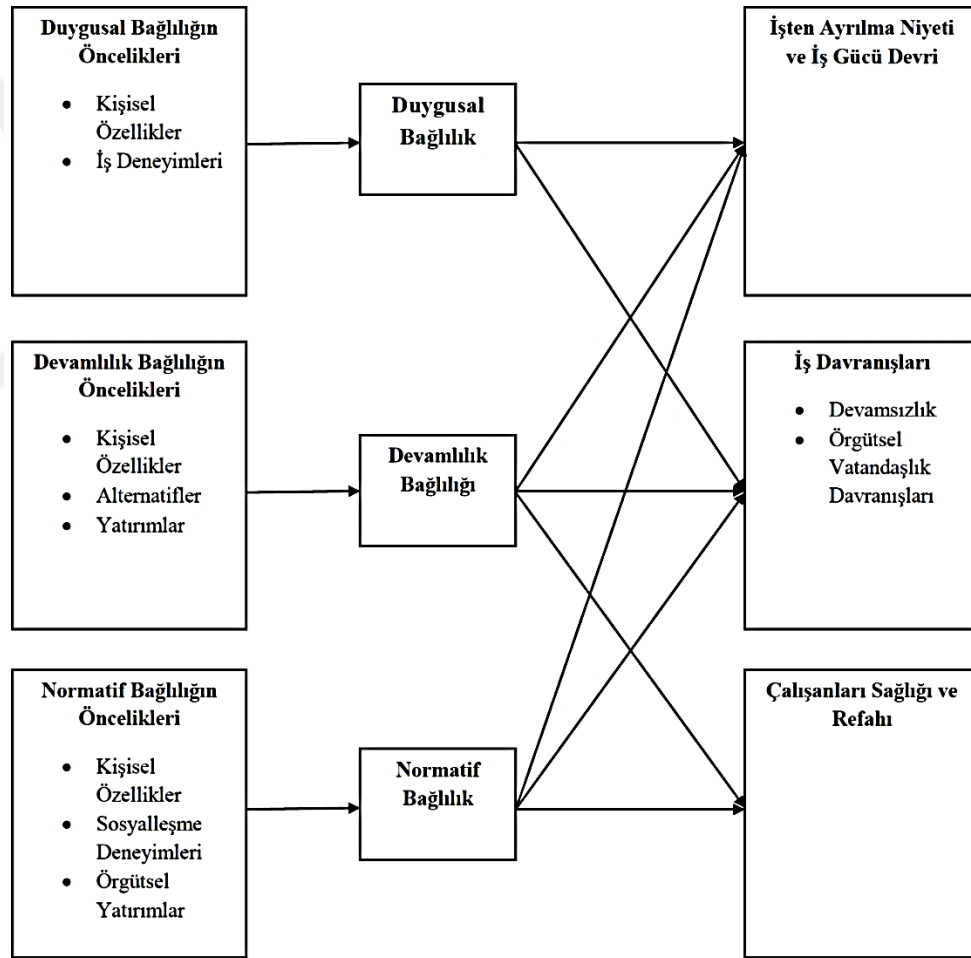 Duygusal Bağlılığın
Öncelikleri
• Kişisel
Özellikler
• İş Deneyimleri
Duygusal
Bağlılık
İşten Ayrılma Niyeti
ve İş Gücü Devri
Devamlılık Bağlılığın
Öncelikleri
• Kişisel
Özellikler
• Alternatifler
• Yatırımlar
Devamlılık
Bağlılığı
İş Davranışları
• Devamsızlık
• Örgütsel
Vatandaşlık
Davranışları
Normatif Bağlılığın
Öncelikleri
• Kişisel
Özellikler
• Sosyalleşme
Deneyimleri
• Örgütsel
Yatırımlar
Normatif
Bağlılık
Çalışanları Sağlığı ve
Refahı